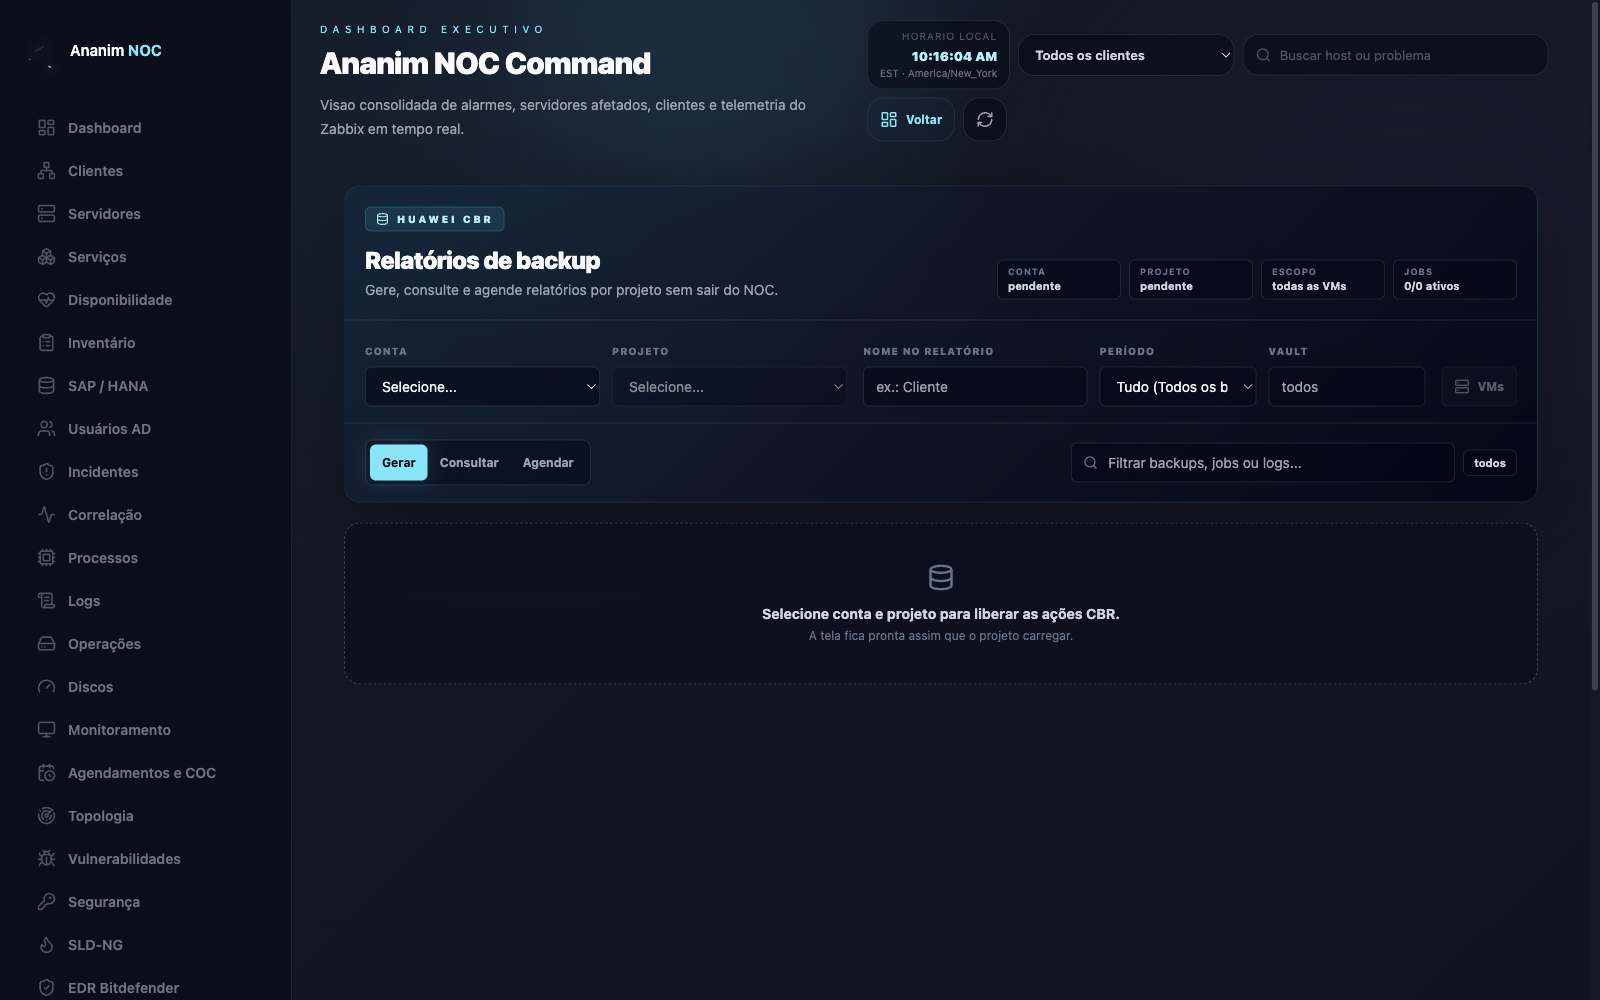 Ananim NOC
Dashboard
Clientes
Servidores
Serviços
Disponibilidade
Inventário
SAP / HANA
Usuários AD
Incidentes
Correlação
Processos
Logs
Operações
Discos
Monitoramento
Agendamentos e COC
Topologia
Vulnerabilidades
Segurança
SLD-NG
EDR Bitdefender
DASHBOARD EXECUTIVO
Ananim NOC Command
Visao consolidada de alarmes, servidores afetados, clientes e telemetria do
Zabbix em tempo real.
HORARIO LOCAL
10:16:04 AM
EST · America/New_York
Todos os clientes
Buscar host ou problema
Voltar
HUAWEI CBR
Relatórios de backup
Gere, consulte e agende relatórios por projeto sem sair do NOC.
CONTA
pendente
PROJETO
pendente
ESCOPO
todas as VMs
JOBS
0/0 ativos
CONTA
Selecione...
PROJETO
Selecione...
NOME NO RELATÓRIO
ex.: Cliente
PERÍODO
Tudo (Todos os b
VAULT
todos
VMs
Gerar
Consultar
Agendar
Filtrar backups, jobs ou logs...
todos
Selecione conta e projeto para liberar as ações CBR.
A tela fica pronta assim que o projeto carregar.